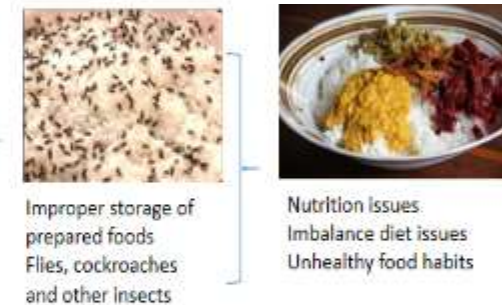 Improper storage of
prepared foods
Flies, cockroaches
and other insects
Nutrition issues
Imbalance diet issues
Unhealthy food habits